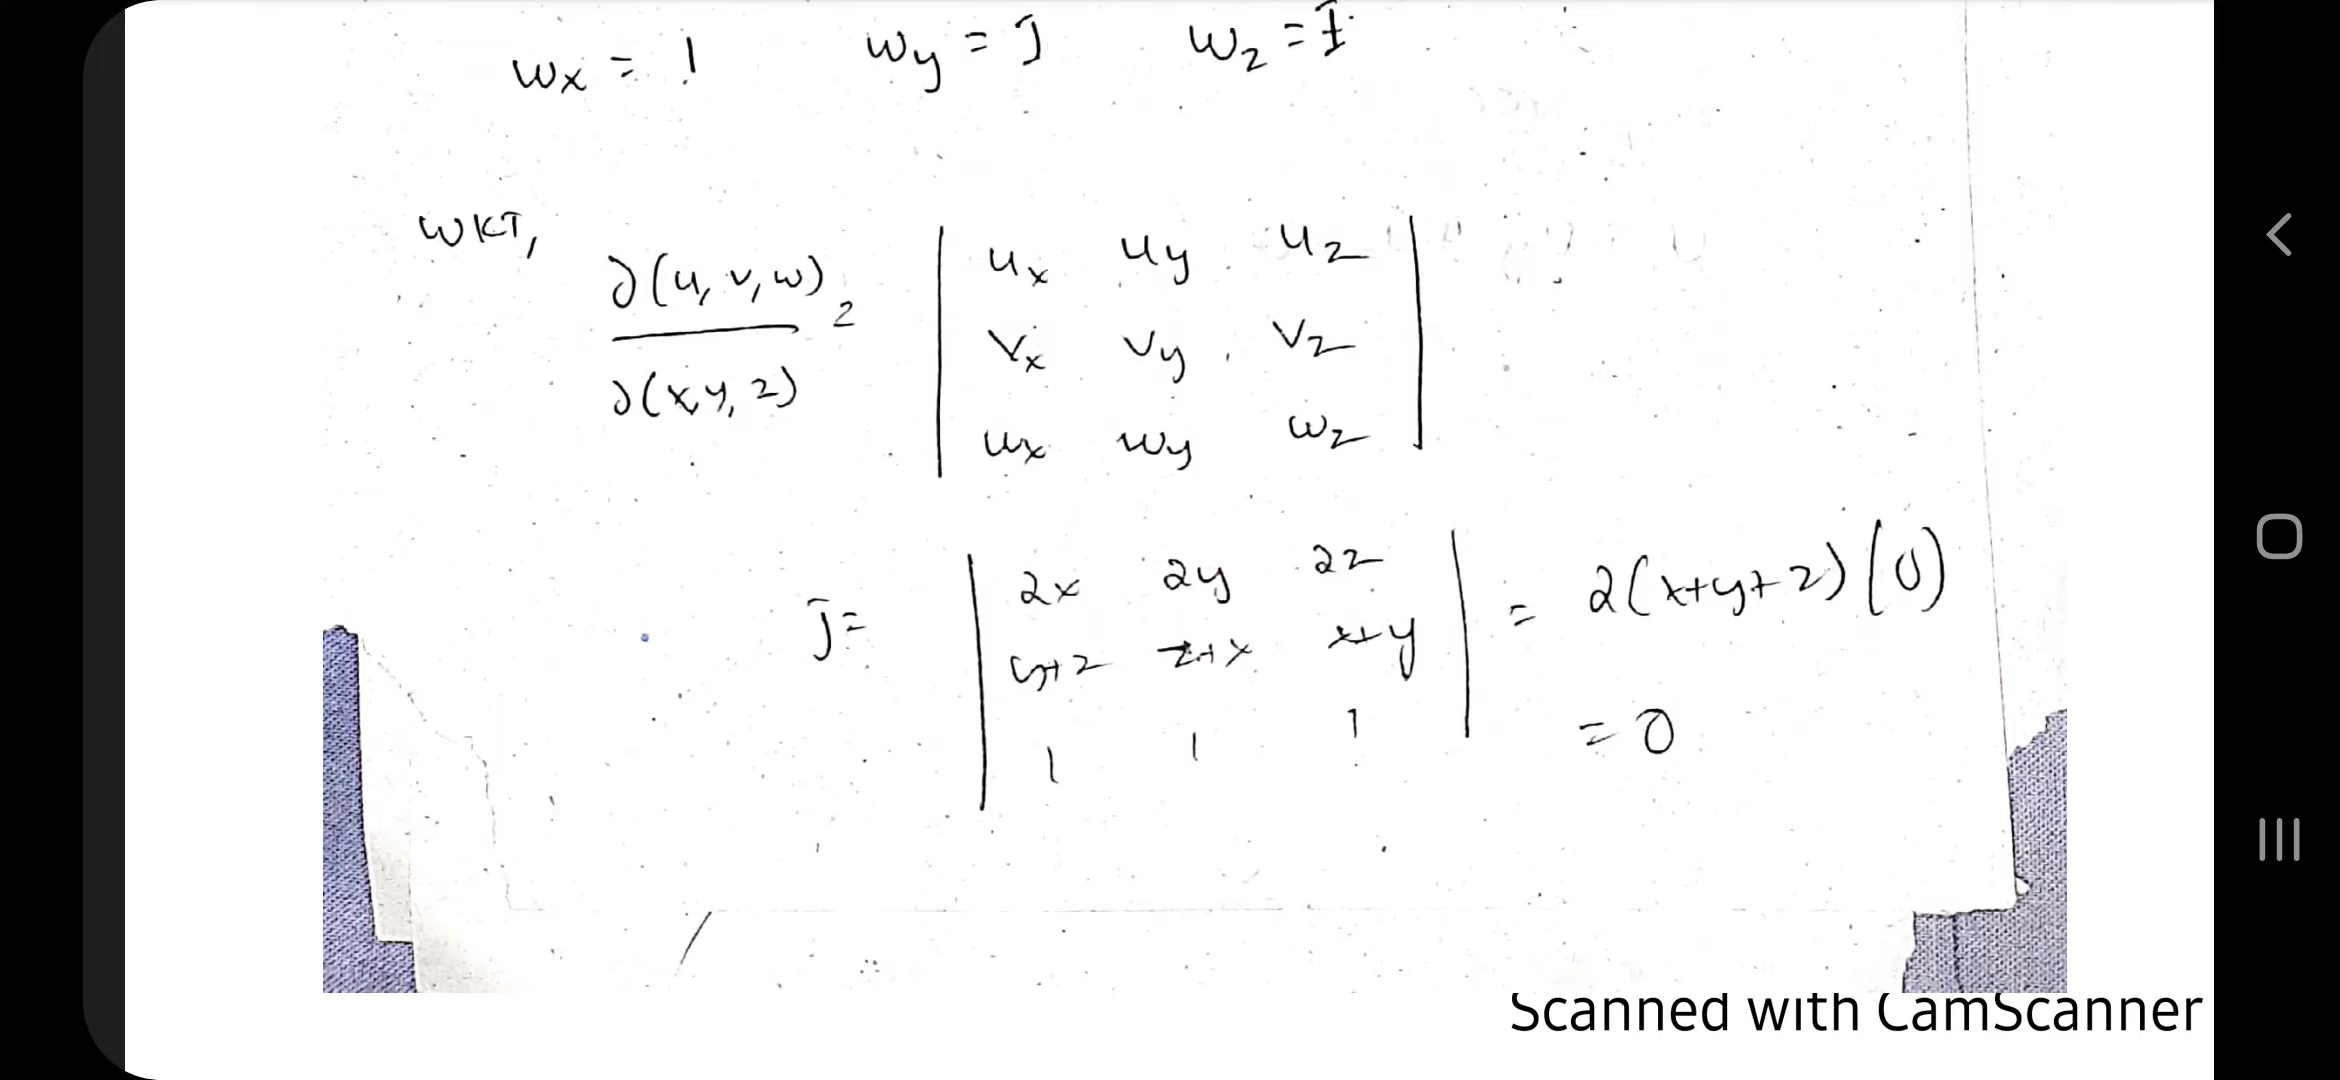 wx = 1 wy = 1 wz = 1
WKT,
∂(u, v, w) = | ux uy uz |
∂(x, y, z) | vx vy vz |
| wx wy wz |
J = | 2x 2y 2z | = 2(x+y+z)(0)
| y+z z+x x+y |
| 1 1 1 | = 0
Scanned with CamScanner